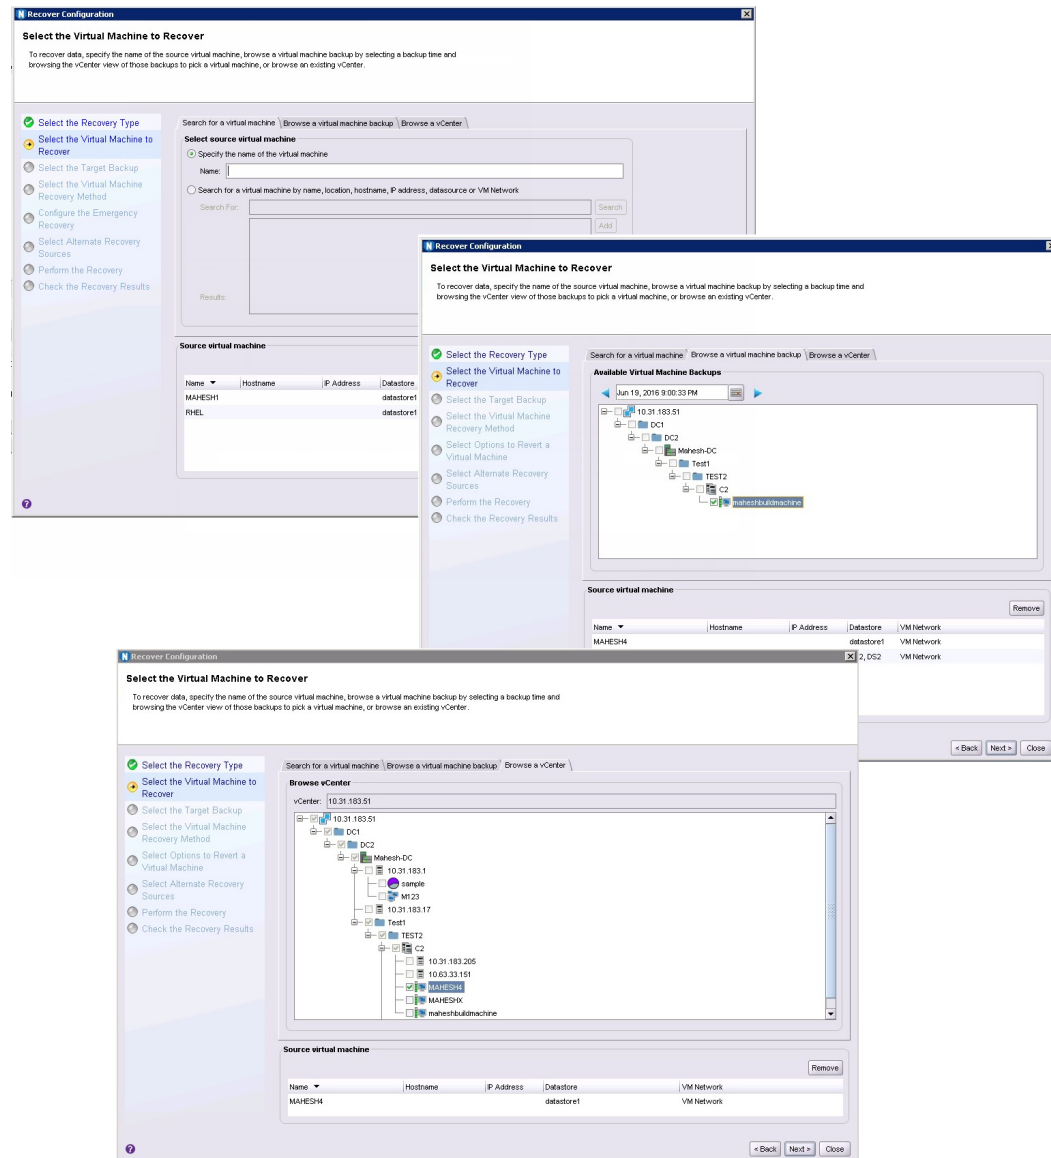 Recover Configuration
Select the Virtual Machine to Recover
To recover data, specify the name of the source virtual machine, browse a virtual machine backup by selecting a backup time and
browsing the vCenter view of those backups to pick a virtual machine, or browse an existing vCenter.
Select the Recovery Type
Select the Virtual Machine to
Recover
Select the Target Backup
Select the Virtual Machine
Recovery Method
Configure the Emergency
Recovery
Select Alternate Recovery
Sources
Perform the Recovery
Check the Recovery Results
Search for a virtual machine Browse a virtual machine backup Browse a vCenter
Select source virtual machine
Specify the name of the virtual machine
Name:
Search for a virtual machine by name, location, hostname, IP address, datasource or VM Network
Search For: Search
Add
Results:
Source virtual machine
Name Hostname IP Address Datastore
MAHESH1 datastore1
RHEL datastore1
Recover Configuration
Select the Virtual Machine to Recover
To recover data, specify the name of the source virtual machine, browse a virtual machine backup by selecting a backup time and
browsing the vCenter view of those backups to pick a virtual machine, or browse an existing vCenter.
Select the Recovery Type
Select the Virtual Machine to
Recover
Select the Target Backup
Select the Virtual Machine
Recovery Method
Select Options to Revert a
Virtual Machine
Select Alternate Recovery
Sources
Perform the Recovery
Check the Recovery Results
Search for a virtual machine Browse a virtual machine backup Browse a vCenter
Available Virtual Machine Backups
Jun 19, 2016 9:00:33 PM
10.31.183.51
DC1
DC2
Mahesh-DC
Test1
TEST2
C2
maheshbuildmachine
Source virtual machine
Remove
Name Hostname IP Address Datastore VM Network
MAHESH4 datastore1 VM Network
2, DS2 VM Network
< Back Next > Close
Recover Configuration
Select the Virtual Machine to Recover
To recover data, specify the name of the source virtual machine, browse a virtual machine backup by selecting a backup time and
browsing the vCenter view of those backups to pick a virtual machine, or browse an existing vCenter.
Select the Recovery Type
Select the Virtual Machine to
Recover
Select the Target Backup
Select the Virtual Machine
Recovery Method
Select Options to Revert a
Virtual Machine
Select Alternate Recovery
Sources
Perform the Recovery
Check the Recovery Results
Search for a virtual machine Browse a virtual machine backup Browse a vCenter
Browse vCenter
vCenter: 10.31.183.51
10.31.183.51
DC1
DC2
Mahesh-DC
10.31.183.1
sample
M123
10.31.183.17
Test1
TEST2
C2
10.31.183.205
10.63.33.151
MAHESH4
MAHESHX
maheshbuildmachine
Source virtual machine
Remove
Name Hostname IP Address Datastore VM Network
MAHESH4 datastore1 VM Network
< Back Next > Close